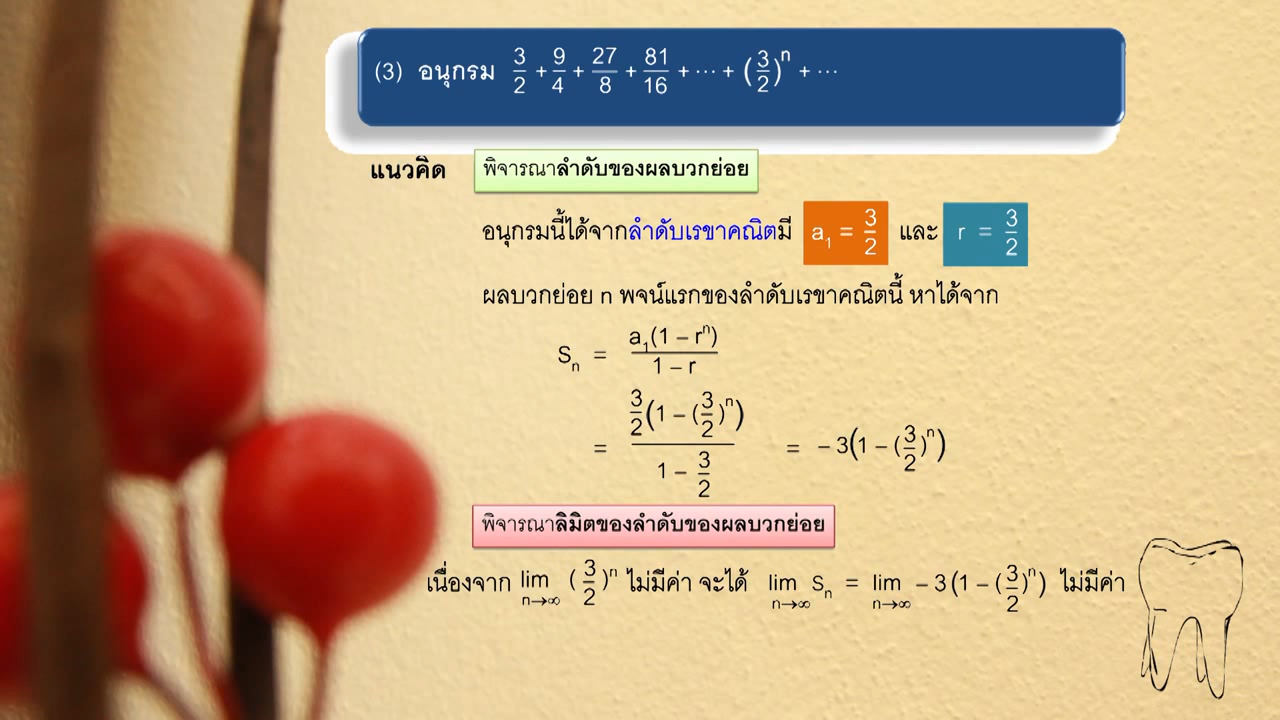 (3) อนุกรม 3/2 + 9/4 + 27/8 + 81/16 + ⋯ + (3/2)ⁿ + ⋯
แนวคิด พิจารณาลำดับของผลบวกย่อย
อนุกรมนี้ได้จากลำดับเรขาคณิตมี a₁ = 3/2 และ r = 3/2
ผลบวกย่อย n พจน์แรกของลำดับเรขาคณิตนี้ หาได้จาก
Sₙ = a₁(1 – rⁿ) / 1 – r
= 3/2(1 – (3/2)ⁿ) / 1 – 3/2 = – 3(1 – (3/2)ⁿ)
พิจารณาลิมิตของลำดับของผลบวกย่อย
เนื่องจาก lim n→∞ (3/2)ⁿ ไม่มีค่า จะได้ lim n→∞ Sₙ = lim n→∞ – 3(1 – (3/2)ⁿ) ไม่มีค่า